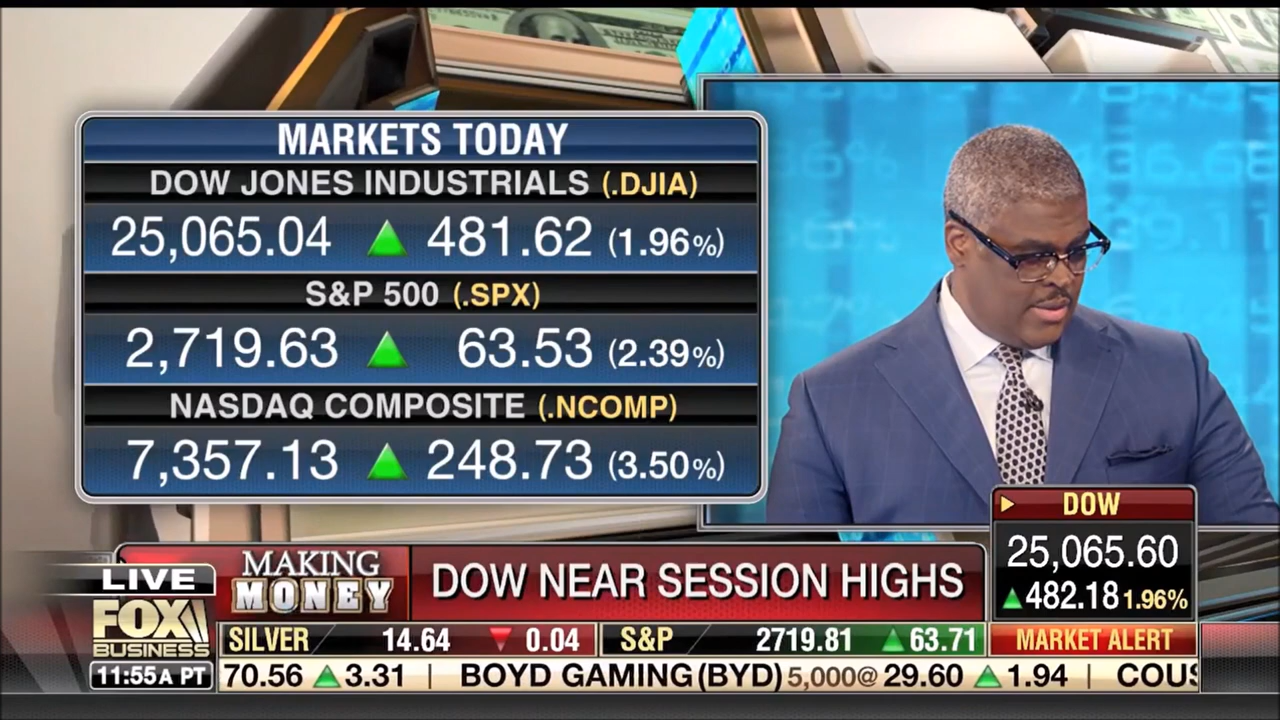 MARKETS TODAY
DOW JONES INDUSTRIALS (.DJIA)
25,065.04 ▲ 481.62 (1.96%)
S&P 500 (.SPX)
2,719.63 ▲ 63.53 (2.39%)
NASDAQ COMPOSITE (.NCOMP)
7,357.13 ▲ 248.73 (3.50%)
DOW
25,065.60
▲482.18 1.96%
MARKET ALERT
MAKING
MONEY
DOW NEAR SESSION HIGHS
LIVE
FOX
BUSINESS
11:55A PT
SILVER 14.64 ▼ 0.04 S&P 2719.81 ▲ 63.71
70.56 ▲ 3.31 | BOYD GAMING(BYD) 5,000@ 29.60 ▲ 1.94 | COUS